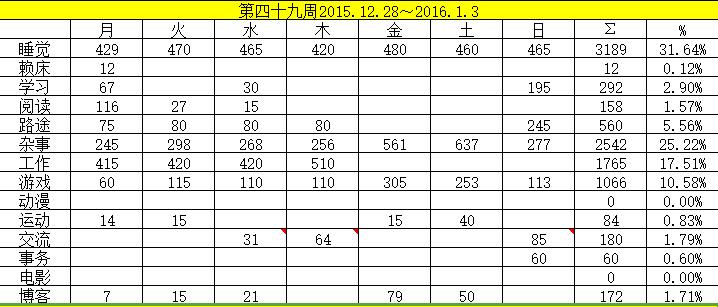 第四十九周2015.12.28～2016.1.3
月 火 水 木 金 土 日 Σ %
睡觉 429 470 465 420 480 460 465 3189 31.64%
赖床 12 12 0.12%
学习 67 30 195 292 2.90%
阅读 116 27 15 158 1.57%
路途 75 80 80 80 245 560 5.56%
杂事 245 298 268 256 561 637 277 2542 25.22%
工作 415 420 420 510 1765 17.51%
游戏 60 115 110 110 305 253 113 1066 10.58%
动漫 0 0.00%
运动 14 15 15 40 84 0.83%
交流 31 64 85 180 1.79%
事务 60 60 0.60%
电影 0 0.00%
博客 7 15 21 79 50 172 1.71%